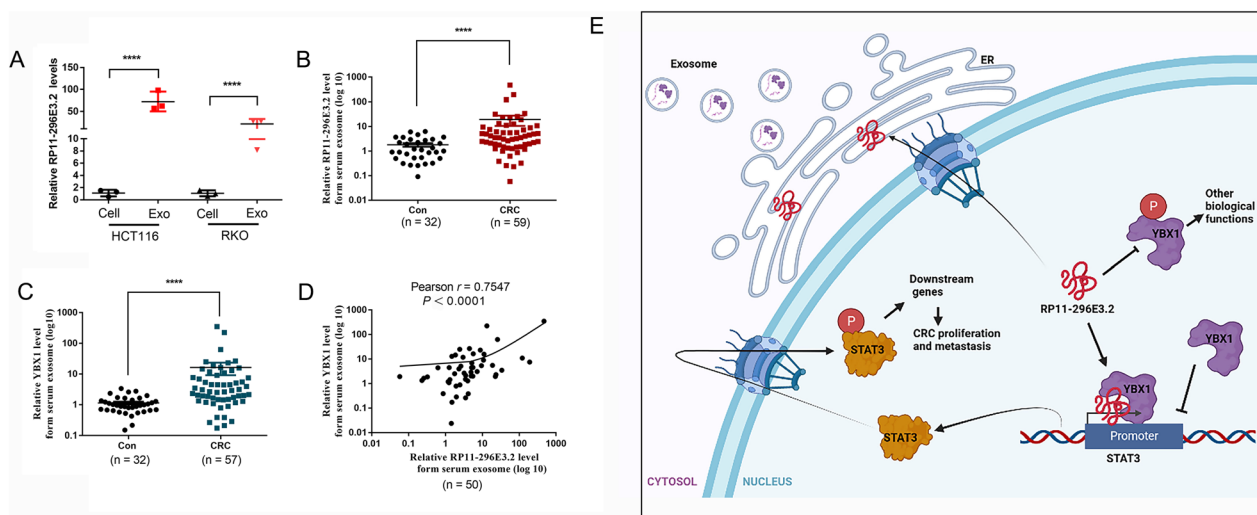 A
Relative RP11-296E3.2 levels
150
100
50
10
8
6
4
2
0
****
****
Cell
Exo
Cell
Exo
HCT116
RKO
B
Relative RP11-296E3.2 level
form serum exosome (log 10)
1000
100
10
1
0.1
0.01
****
Con
CRC
(n = 32)
(n = 59)
C
Relative YBX1 level
form serum exosome (log10)
1000
100
10
1
0.1
****
Con
CRC
(n = 32)
(n = 57)
D
Pearson r = 0.7547
P < 0.0001
Relative YBX1 level
form serum exosome (log10)
1000
100
10
1
0.1
0.01
0.01
0.1
1
10
100
1000
Relative RP11-296E3.2 level
form serum exosome (log 10)
(n = 50)
E
Exosome
ER
P
YBX1
Other
biological
functions
RP11-296E3.2
Downstream
genes
CRC proliferation
and metastasis
P
STAT3
YBX1
YBX1
STAT3
Promoter
STAT3
CYTOSOL
NUCLEUS